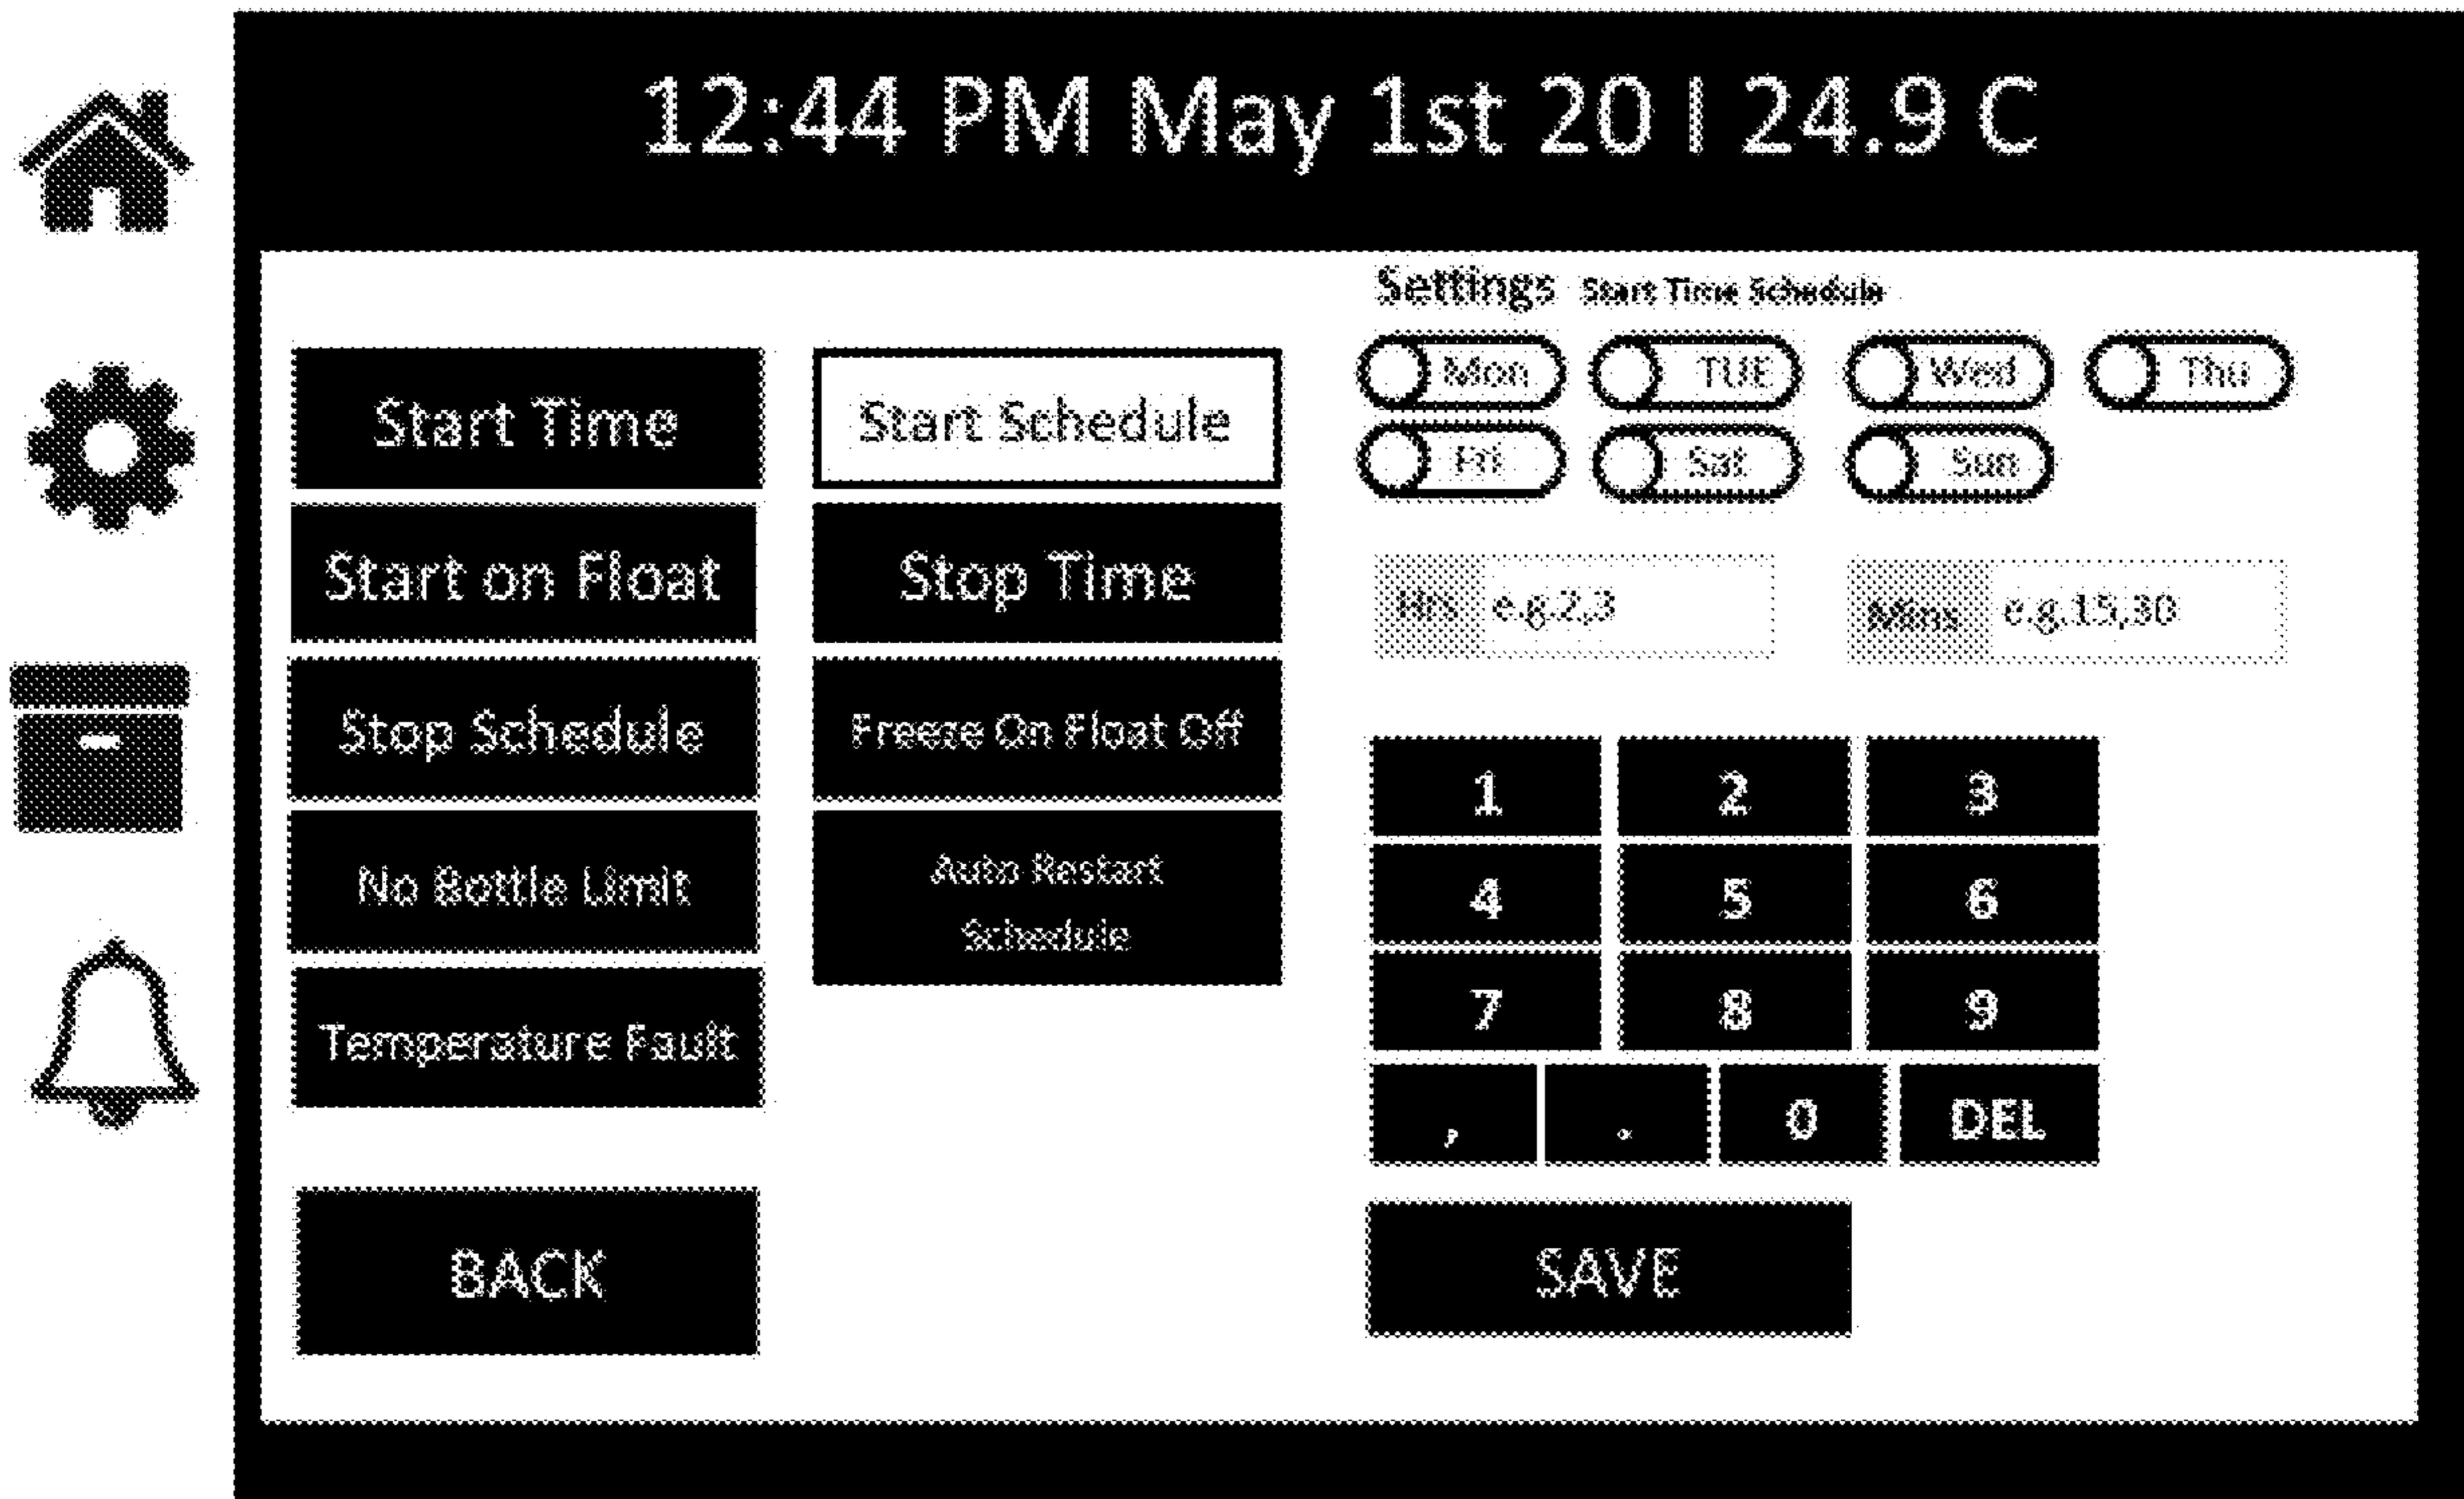 12:44 PM May 1st 20 | 24.9 C
Settings Start Time Schedule
Mon TUE Wed Thu
Fri Sat Sun
Start Time
Start Schedule
Start on Float
Stop Time
Stop Schedule
Freeze On Float Off
No Bottle Limit
Auto Restart
Schedule
Temperature Fault
BACK
Hrs e.g.2,3
Mins e.g.15,30
1 2 3
4 5 6
7 8 9
, . 0 DEL
SAVE